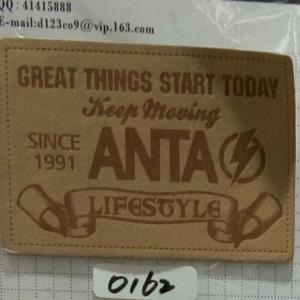 QQ: 41415888
E-mail:d123co9@vip.163.com
GREAT THINGS START TODAY
Keep Moving
SINCE
1991
ANTA
LIFESTYLE
0162